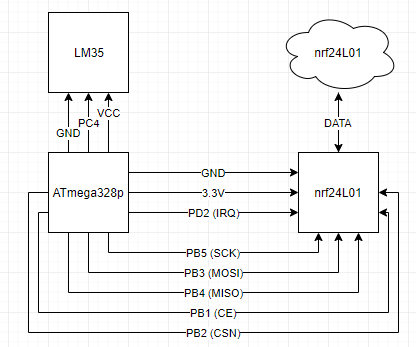 LM35
nrf24L01
GND
PC4
VCC
DATA
ATmega328p
GND
3.3V
PD2 (IRQ)
nrf24L01
PB5 (SCK)
PB3 (MOSI)
PB4 (MISO)
PB1 (CE)
PB2 (CSN)